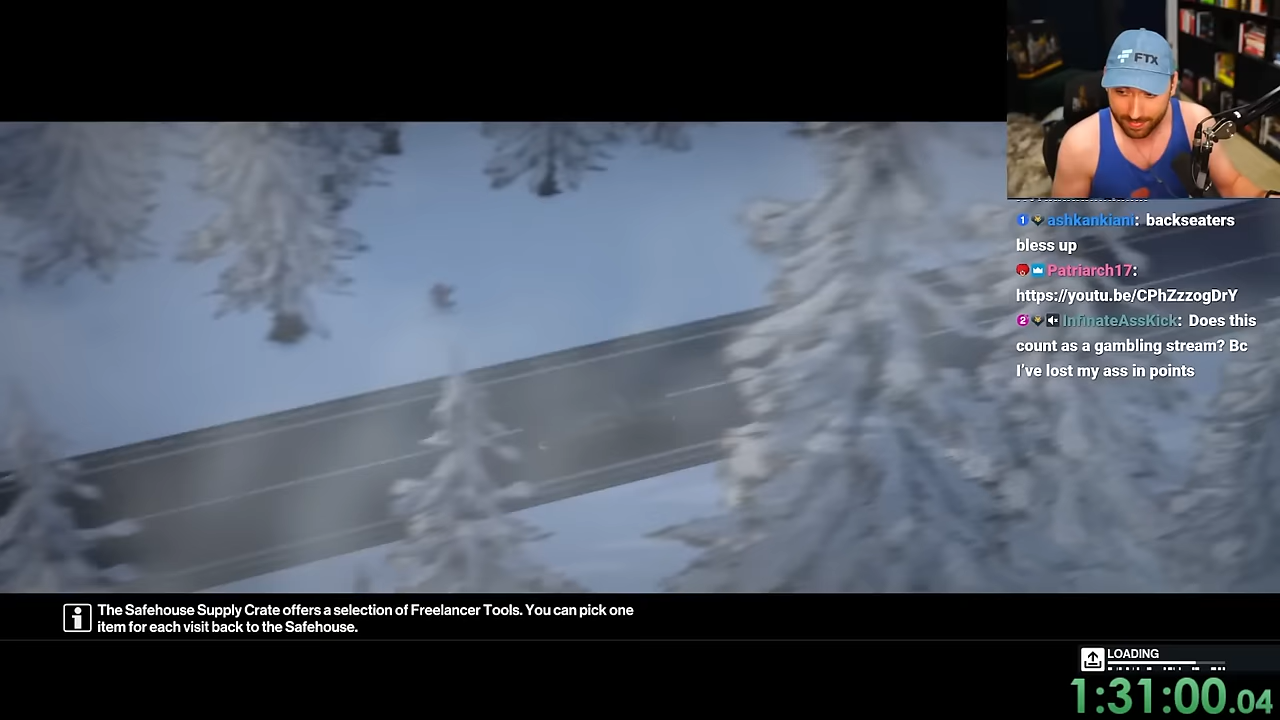 FTX
ashkankiani: backseaters
bless up
Patriarch17:
https://youtu.be/CPhZzzogDrY
2 InfinateAssKick: Does this
count as a gambling stream? Bc
I've lost my ass in points
The Safehouse Supply Crate offers a selection of Freelancer Tools. You can pick one
item for each visit back to the Safehouse.
LOADING
1:31:00.04